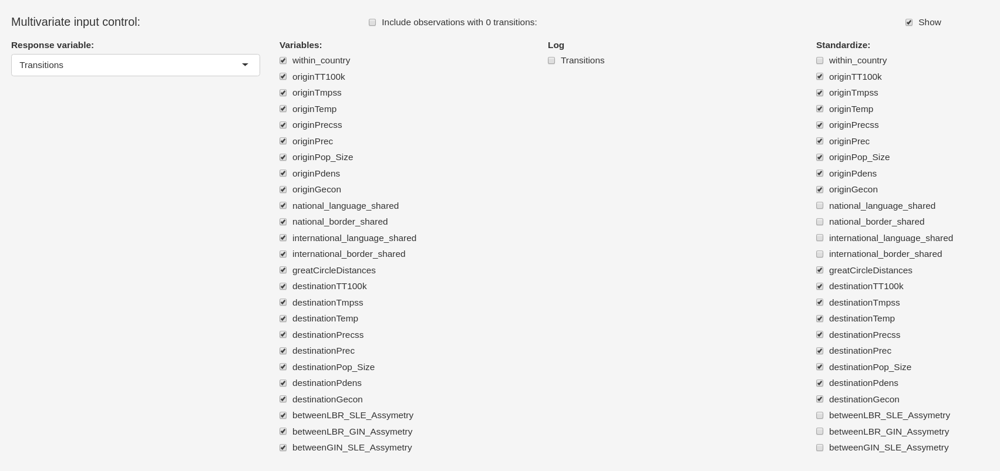 Multivariate input control:
Include observations with 0 transitions:
Show
Response variable:
Transitions
Variables:
within_country
originTT100k
originTmpss
originTemp
originPrecss
originPrec
originPop_Size
originPdens
originGecon
national_language_shared
national_border_shared
international_language_shared
international_border_shared
greatCircleDistances
destinationTT100k
destinationTmpss
destinationTemp
destinationPrecss
destinationPrec
destinationPop_Size
destinationPdens
destinationGecon
betweenLBR_SLE_Assymetry
betweenLBR_GIN_Assymetry
betweenGIN_SLE_Assymetry
Log
Transitions
Standardize:
within_country
originTT100k
originTmpss
originTemp
originPrecss
originPrec
originPop_Size
originPdens
originGecon
national_language_shared
national_border_shared
international_language_shared
international_border_shared
greatCircleDistances
destinationTT100k
destinationTmpss
destinationTemp
destinationPrecss
destinationPrec
destinationPop_Size
destinationPdens
destinationGecon
betweenLBR_SLE_Assymetry
betweenLBR_GIN_Assymetry
betweenGIN_SLE_Assymetry